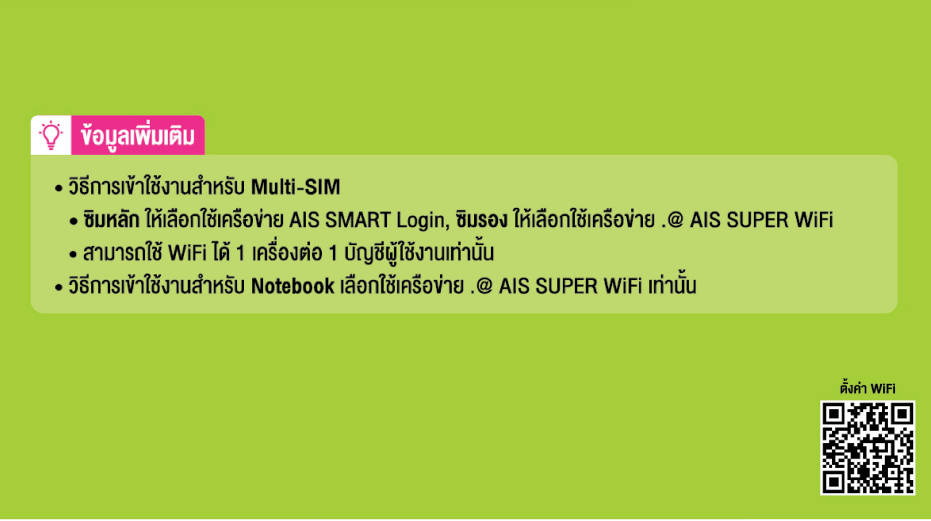 ข้อมูลเพิ่มเติม
• วิธีการเข้าใช้งานสำหรับ Multi-SIM
• ซิมหลัก ให้เลือกใช้เครือข่าย AIS SMART Login, ซิมรอง ให้เลือกใช้เครือข่าย .@ AIS SUPER WiFi
• สามารถใช้ WiFi ได้ 1 เครื่องต่อ 1 บัญชีผู้ใช้งานเท่านั้น
• วิธีการเข้าใช้งานสำหรับ Notebook เลือกใช้เครือข่าย .@ AIS SUPER WiFi เท่านั้น
ตั้งค่า WiFi